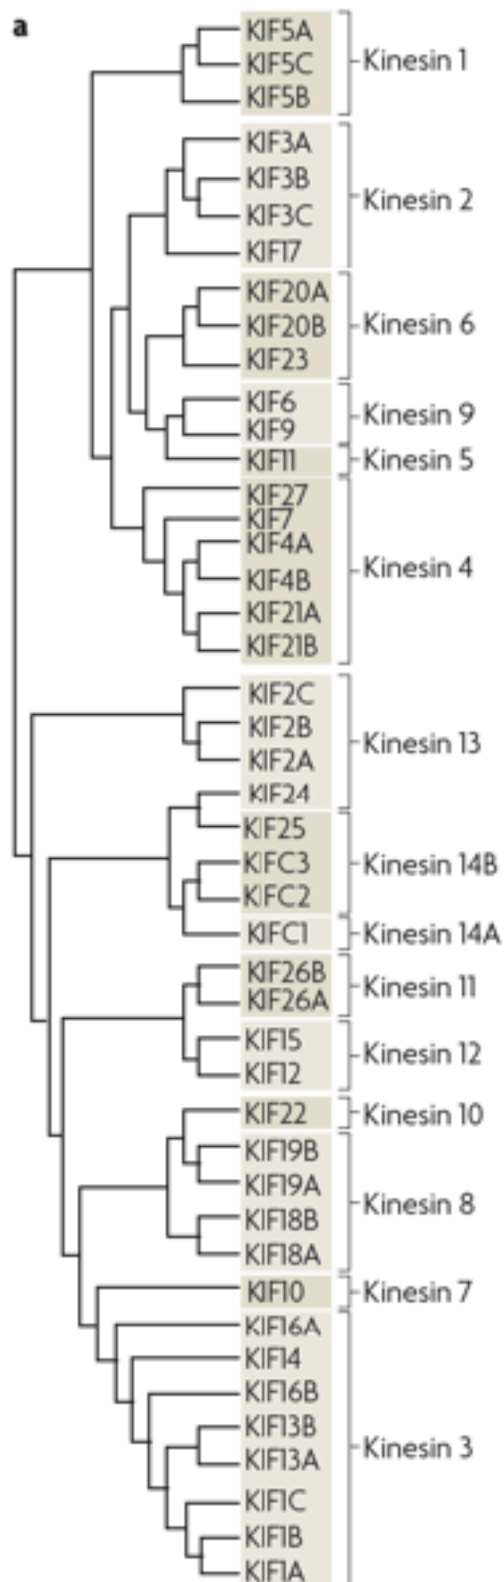 a
KIF5A
KIF5C
KIF5B
Kinesin 1
KIF3A
KIF3B
KIF3C
KIF17
Kinesin 2
KIF20A
KIF20B
KIF23
Kinesin 6
KIF6
KIF9
Kinesin 9
KIF11
Kinesin 5
KIF27
KIF7
KIF4A
KIF4B
KIF21A
KIF21B
Kinesin 4
KIF2C
KIF2B
KIF2A
KIF24
Kinesin 13
KIF25
KIFC3
KIFC2
Kinesin 14B
KIFC1
Kinesin 14A
KIF26B
KIF26A
Kinesin 11
KIF15
KIF12
Kinesin 12
KIF22
Kinesin 10
KIF19B
KIF19A
KIF18B
KIF18A
Kinesin 8
KIF10
Kinesin 7
KIF16A
KIF14
KIF16B
KIF13B
KIF13A
KIF1C
KIF1B
KIF1A
Kinesin 3